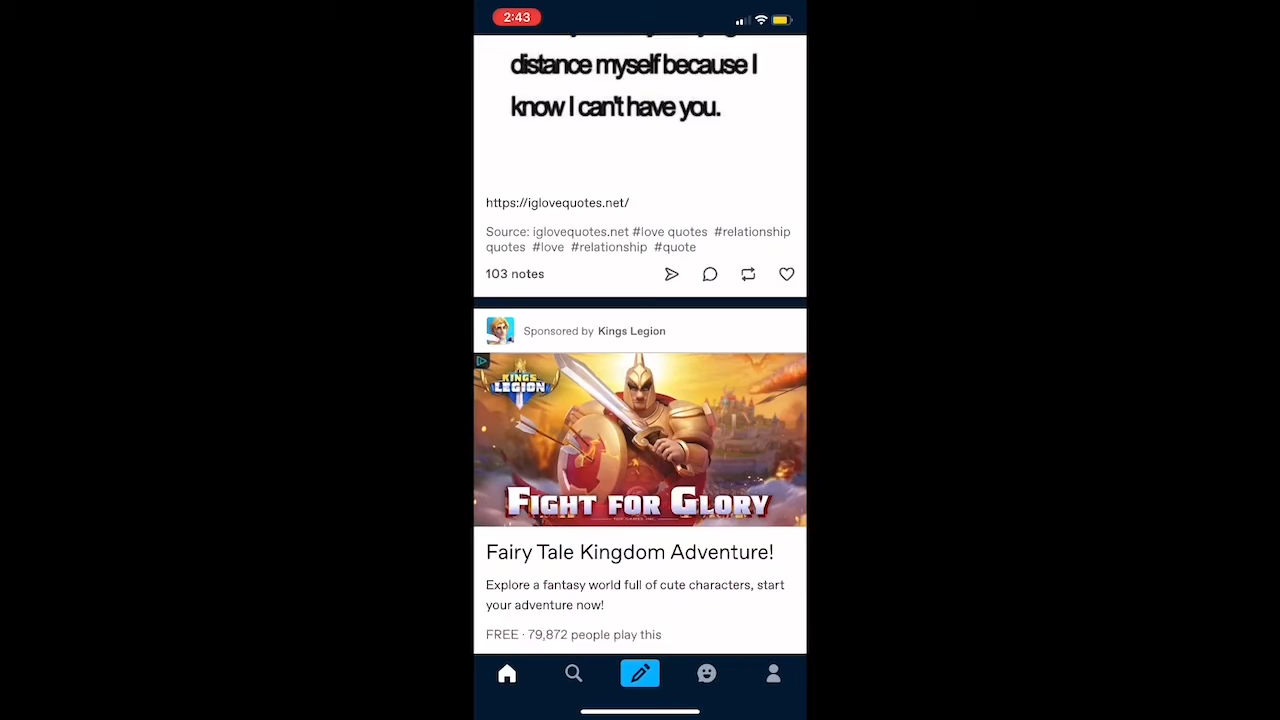 2:43
distance myself because I
know I can't have you.
https://iglovequotes.net/
Source: iglovequotes.net #love quotes #relationship
quotes #love #relationship #quote
103 notes
Sponsored by Kings Legion
KINGS
LEGION
FIGHT FOR GLORY
Fairy Tale Kingdom Adventure!
Explore a fantasy world full of cute characters, start
your adventure now!
FREE · 79,872 people play this